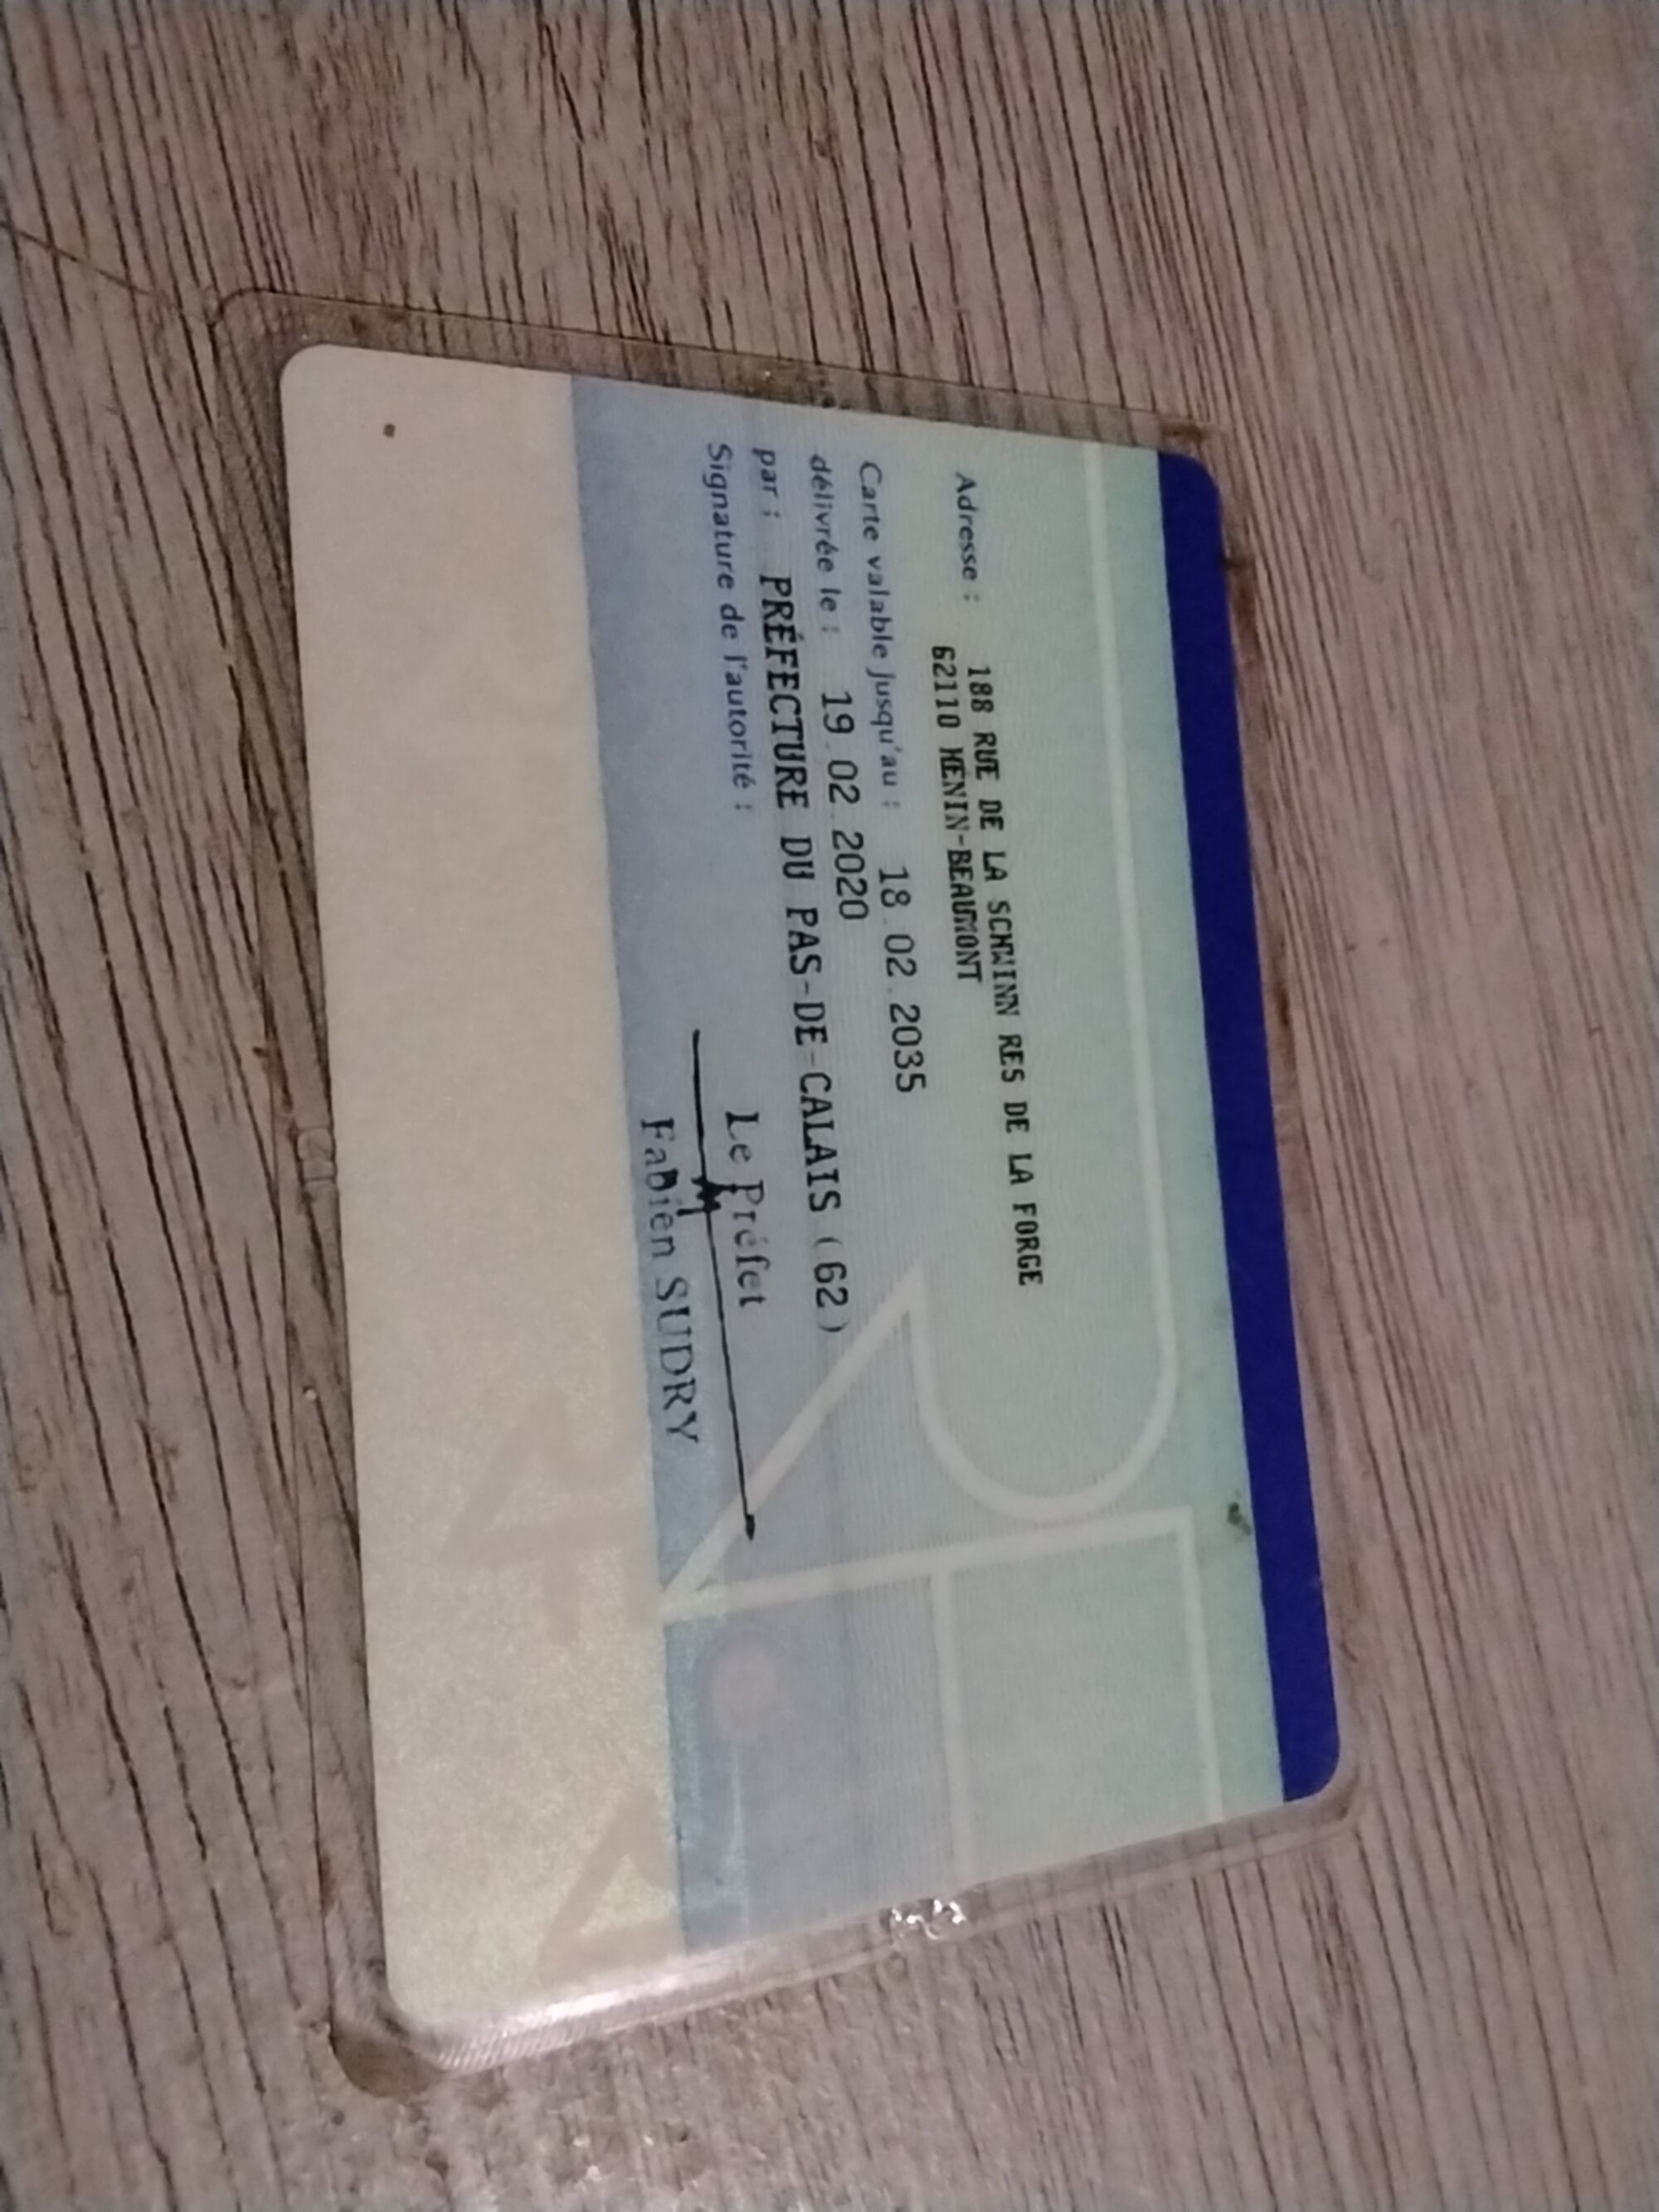 Adresse : 188 RUE DE LA SCHWINN RES DE LA FORGE
62110 HÉNIN-BEAUMONT
Carte valable jusqu'au : 18.02.2035
délivrée le : 19.02.2020
par : PRÉFECTURE DU PAS-DE-CALAIS (62)
Signature de l'autorité :
Le Préfet
Fabien SUDRY
RF